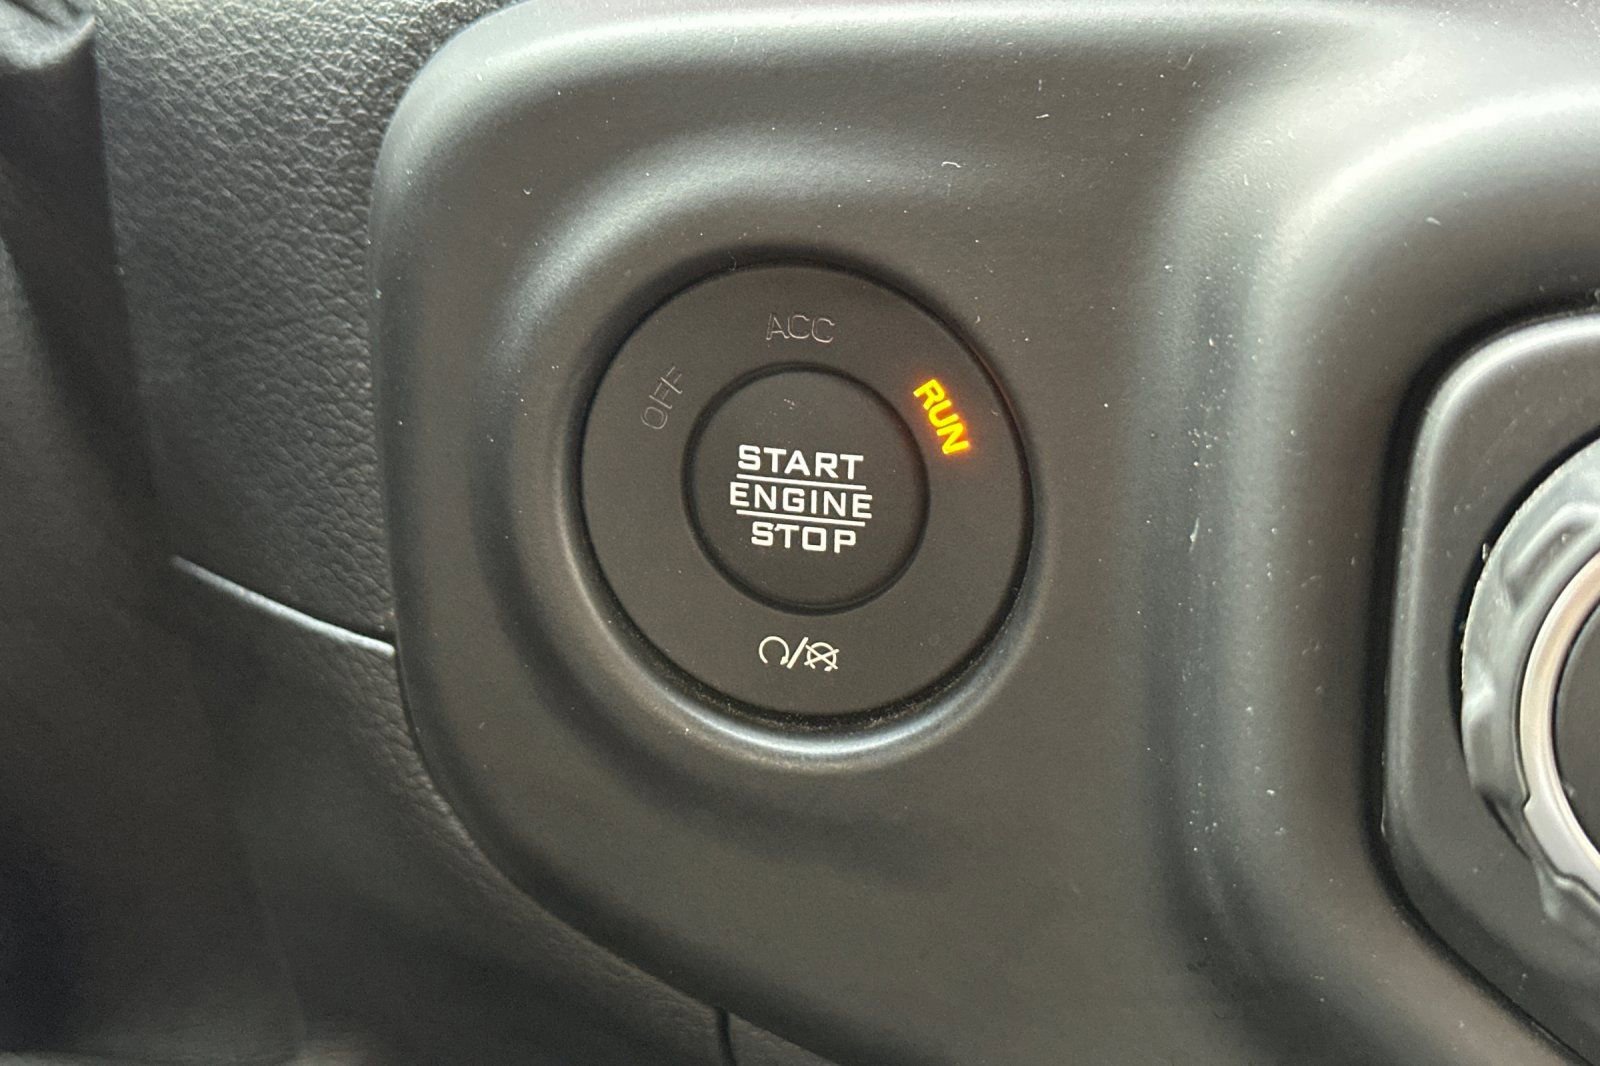 ACC
OFF
RUN
START
ENGINE
STOP